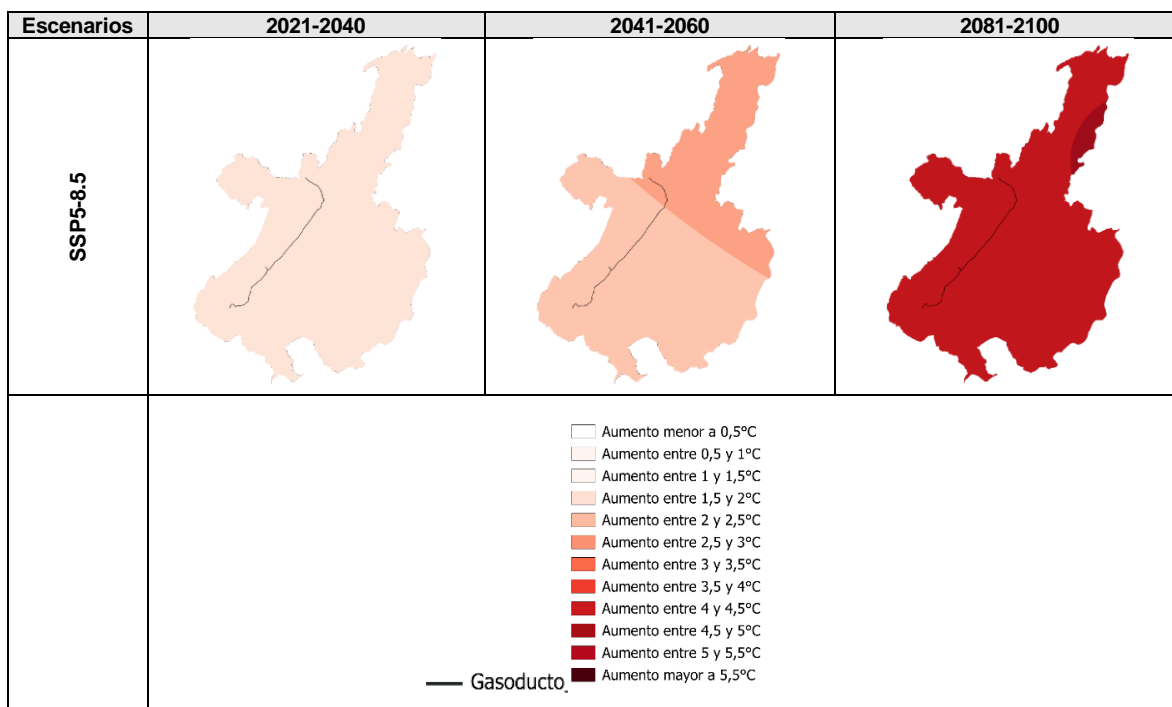 Escenarios 2021-2040 2041-2060 2081-2100
SSP5-8.5
Aumento menor a 0,5°C
Aumento entre 0,5 y 1°C
Aumento entre 1 y 1,5°C
Aumento entre 1,5 y 2°C
Aumento entre 2 y 2,5°C
Aumento entre 2,5 y 3°C
Aumento entre 3 y 3,5°C
Aumento entre 3,5 y 4°C
Aumento entre 4 y 4,5°C
Aumento entre 4,5 y 5°C
Aumento entre 5 y 5,5°C
Aumento mayor a 5,5°C
Gasoducto